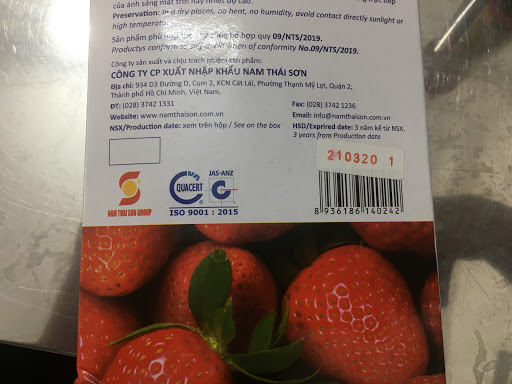 của ánh sáng mặt trời hay nhiệt độ cao.
Preservation: In a dry places, no heat, no humidity, avoid contact directly sunlight or
high temperature
Sản phẩm phù hợp hợp quy 09/NTS/2019.
Productys conform to self of conformity No.09/NTS/2019.
Công ty sản xuất và chịu trách nhiệm sản phẩm:
CÔNG TY CP XUẤT NHẬP KHẨU NAM THÁI SƠN
Địa chỉ: 934 D3 Đường D, Cụm 2, KCN Cát Lái, Phường Thạnh Mỹ Lợi, Quận 2,
Thành phố Hồ Chí Minh, Việt Nam.
ĐT: (028) 3742 1331 Fax: (028) 3742 1236
Website: www.namthaison.com.vn Email: info@namthaison.com.vn
NSX/Production date: xem trên hộp / See on the box HSD/Exprired date: 3 năm kể từ NSX.
3 years from Production date
210320 1
JAS-ANZ
QUACERT
NAM THAI SON GROUP
ISO 9001 : 2015
8 936186 140242